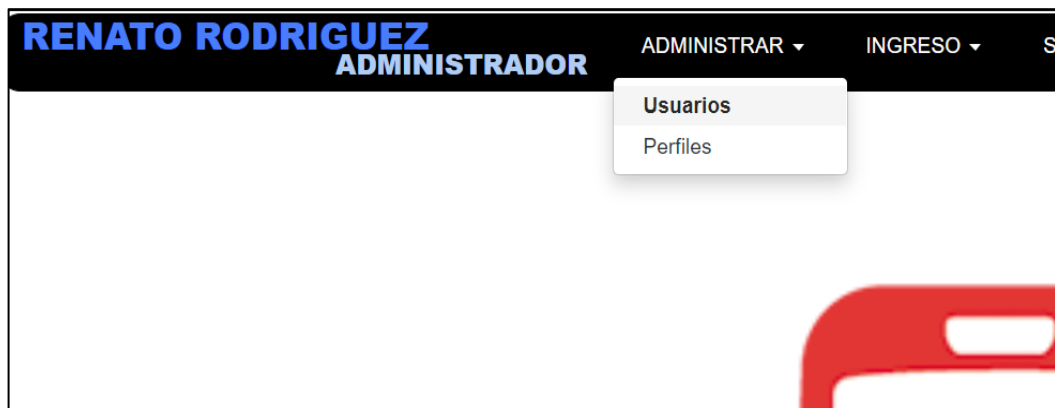 RENATO RODRIGUEZ
ADMINISTRADOR
ADMINISTRAR INGRESO S
Usuarios
Perfiles